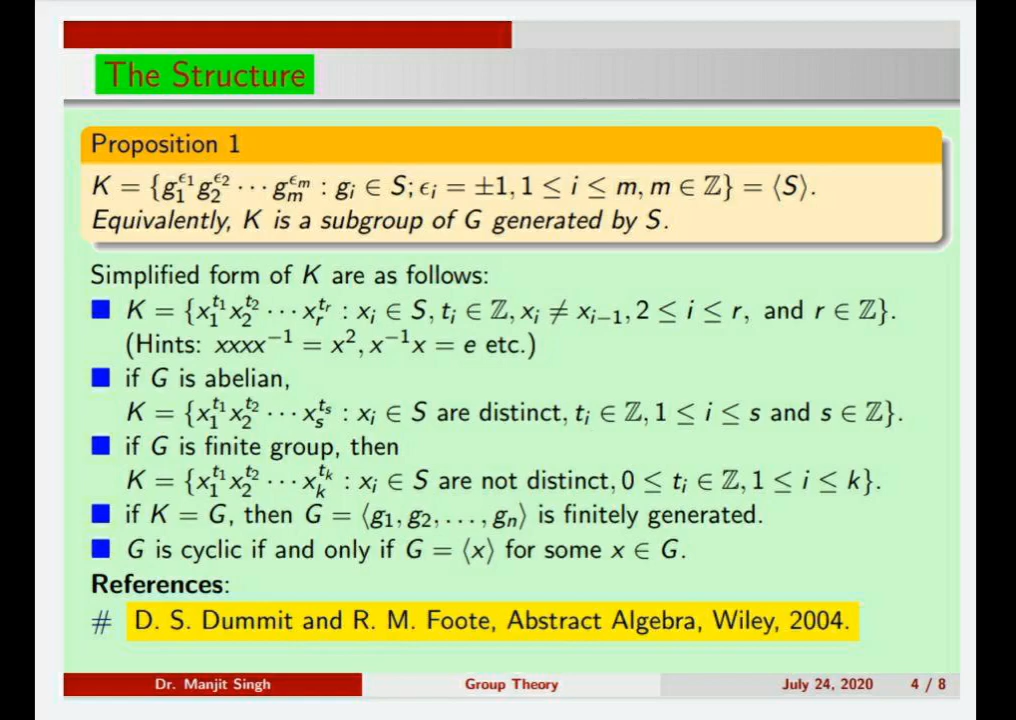 The Structure
Proposition 1
K = {g₁^ϵ₁ g₂^ϵ₂ ⋯ gₘ^ϵₘ : gᵢ ∈ S; ϵᵢ = ±1, 1 ≤ i ≤ m, m ∈ ℤ} = ⟨S⟩.
Equivalently, K is a subgroup of G generated by S.
Simplified form of K are as follows:
K = {x₁^t₁ x₂^t₂ ⋯ xᵣ^tᵣ : xᵢ ∈ S, tᵢ ∈ ℤ, xᵢ ≠ xᵢ₋₁, 2 ≤ i ≤ r, and r ∈ ℤ}.
(Hints: xxxx⁻¹ = x², x⁻¹x = e etc.)
if G is abelian,
K = {x₁^t₁ x₂^t₂ ⋯ xₛ^tₛ : xᵢ ∈ S are distinct, tᵢ ∈ ℤ, 1 ≤ i ≤ s and s ∈ ℤ}.
if G is finite group, then
K = {x₁^t₁ x₂^t₂ ⋯ xₖ^tₖ : xᵢ ∈ S are not distinct, 0 ≤ tᵢ ∈ ℤ, 1 ≤ i ≤ k}.
if K = G, then G = ⟨g₁, g₂, …, gₙ⟩ is finitely generated.
G is cyclic if and only if G = ⟨x⟩ for some x ∈ G.
References:
# D. S. Dummit and R. M. Foote, Abstract Algebra, Wiley, 2004.
Dr. Manjit Singh Group Theory July 24, 2020 4 / 8